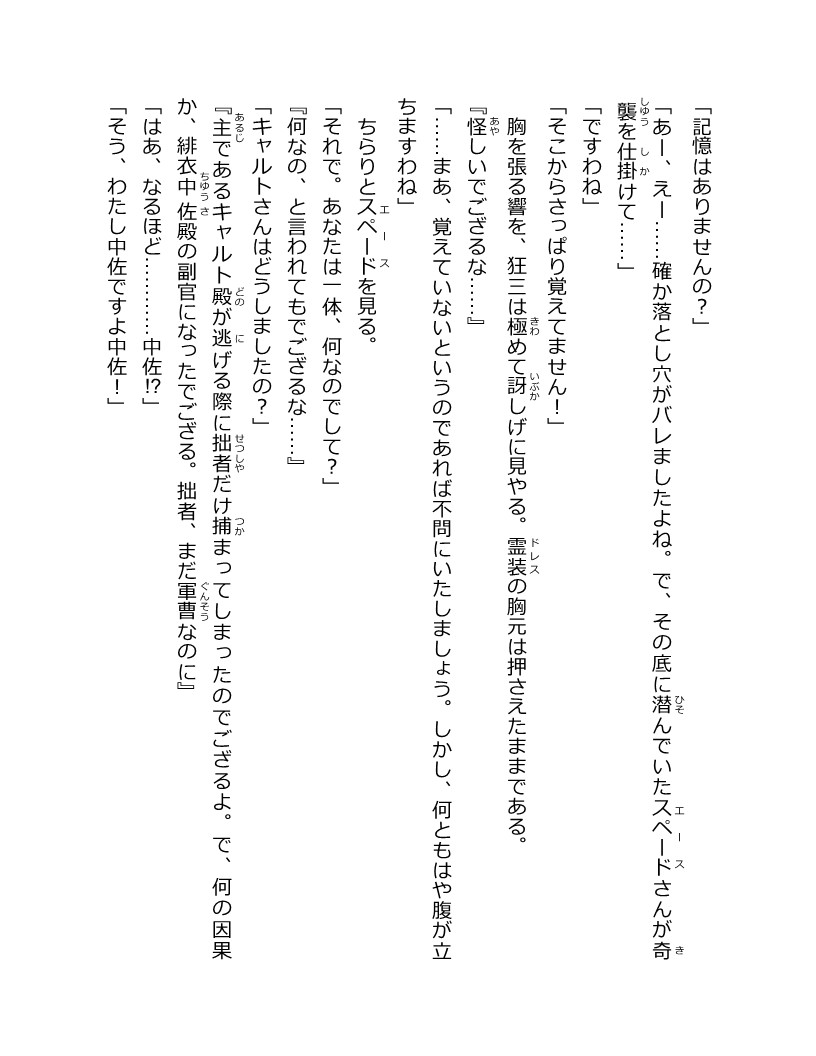 「記憶はありませんの？」
「あー、えー……確か落とし穴がバレましたよね。で、その底に潜んでいたスペードさんが奇
襲を仕掛けて……」
「ですわね」
「そこからさっぱり覚えてません！」
　胸を張る響を、狂三は極めて訝しげに見やる。霊装の胸元は押さえたままである。
『怪しいでござるな……』
「……まあ、覚えていないというのであれば不問にいたしましょう。しかし、何ともはや腹が立
ちますわね」
　ちらりとスペードを見る。
「それで。あなたは一体、何なのでして？」
『何なの、と言われてもでござるな……』
「キャルトさんはどうしましたの？」
『主であるキャルト殿が逃げる際に拙者だけ捕まってしまったのでござるよ。で、何の因果
か、緋衣中佐殿の副官になったでござる。拙者、まだ軍曹なのに』
「はあ、なるほど…………中佐!?」
「そう、わたし中佐ですよ中佐！」